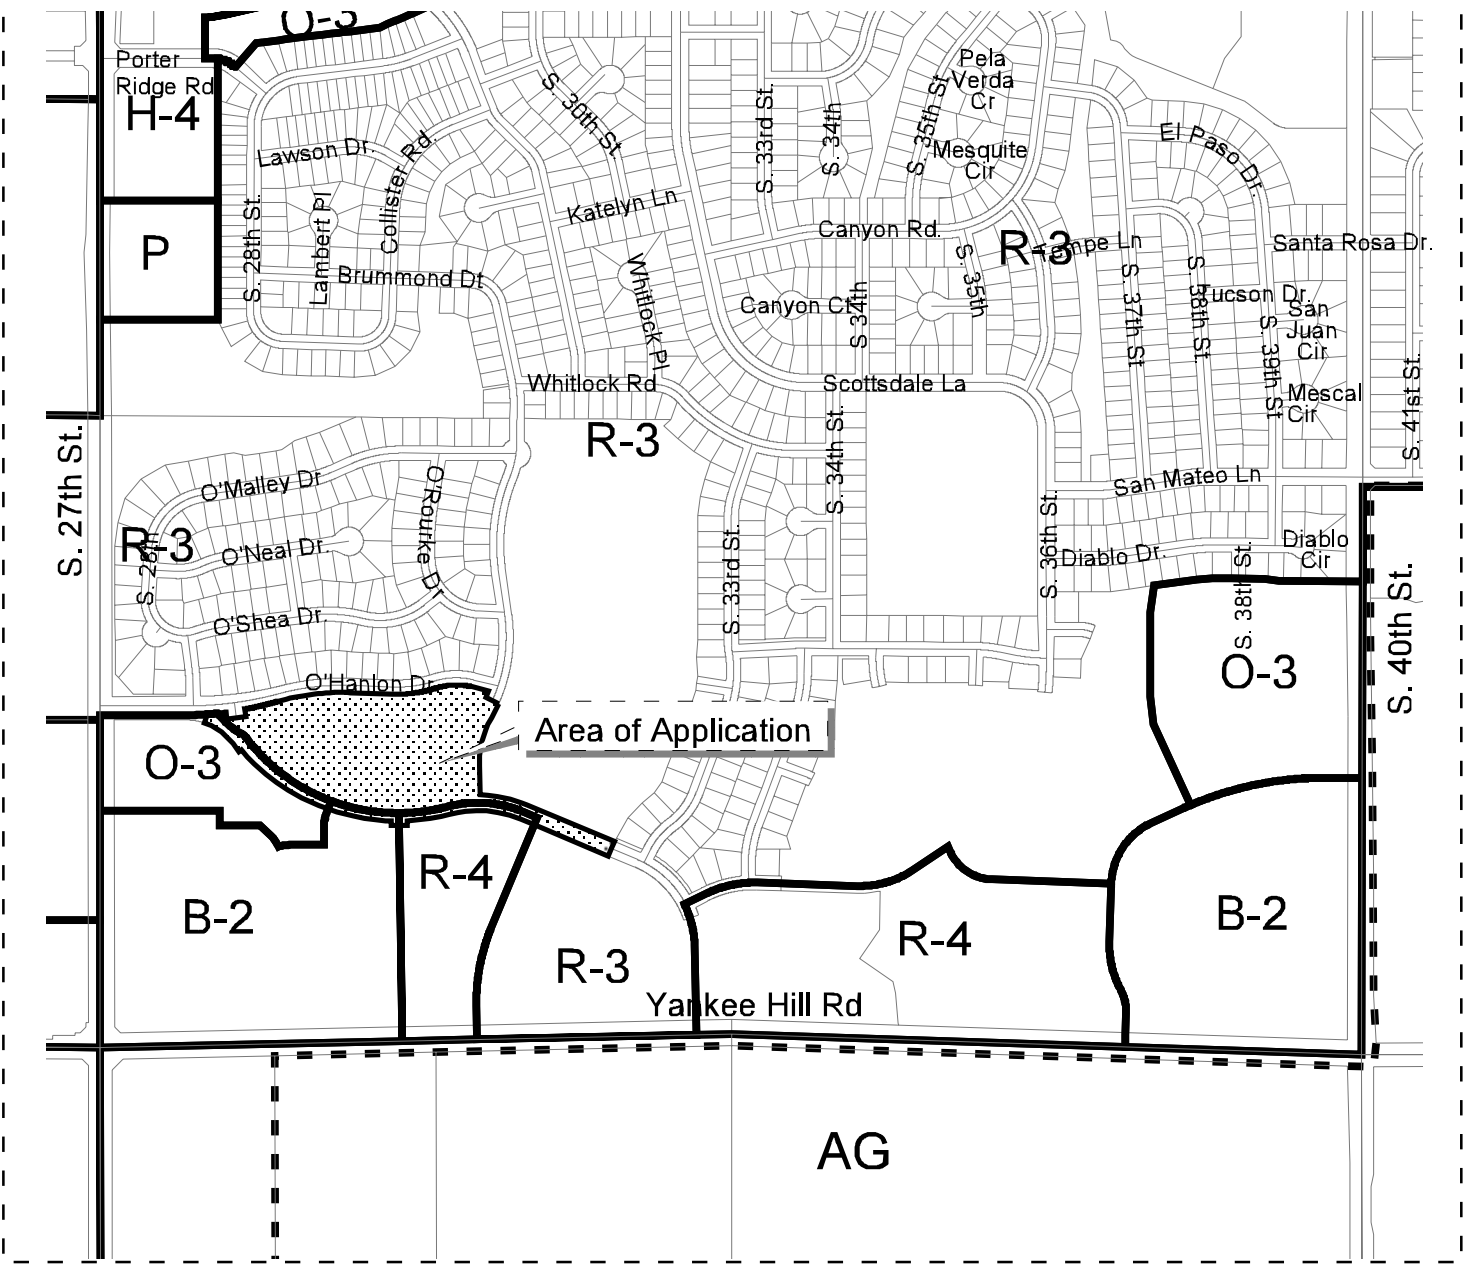 O-3
Porter
Ridge Rd
H-4
P
S. 27th St.
S. 28th St.
Lawson Dr.
Lambert Pl
Collister Rd.
Brummond Dt
S. 30th St
Katelyn Ln
Whitlock Pl
Whitlock Rd
S. 33rd St.
S. 34th
S. 35th St
Pela
Verda
Cr
Mesquite
Cir
Canyon Rd.
Canyon Ct
S. 34th
S. 35th
R-3
Tempe Ln
El Paso Dr.
Santa Rosa Dr.
S. 37th St
S. 38th St.
Tucson Dr.
San
Juan
Cir
S. 39th St
Mescal
Cir
S. 41st St.
Scottsdale La
R-3
S. 34th St.
O'Malley Dr
O'Rourke Dr
R-3
S. 28th
O'Neal Dr.
O'Shea Dr.
O'Hanlon Dr
S. 33rd St.
S. 36th St.
San Mateo Ln
Diablo Dr.
Diablo
Cir
S. 38th St.
S. 40th St.
O-3
Area of Application
O-3
B-2
R-4
R-3
R-4
B-2
Yankee Hill Rd
AG